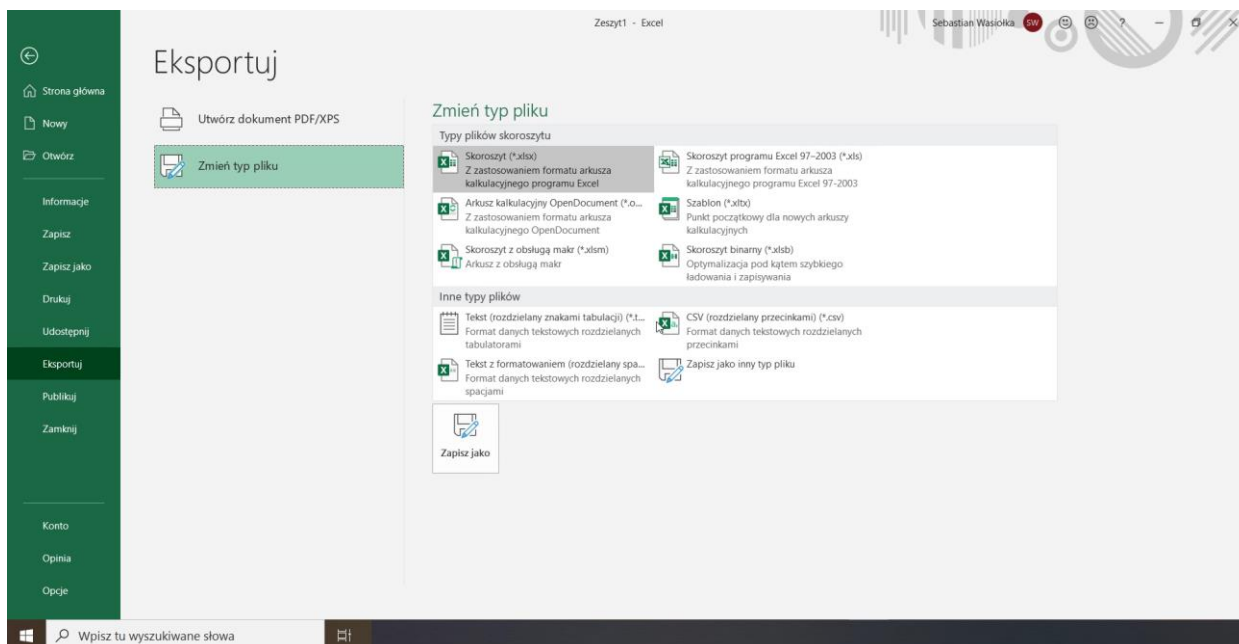 Zeszyt1 - Excel
Sebastian Wasiołka SW ? – ×
Strona główna
Nowy
Otwórz
Informacje
Zapisz
Zapisz jako
Drukuj
Udostępnij
Eksportuj
Publikuj
Zamknij
Konto
Opinia
Opcje
Eksportuj
Utwórz dokument PDF/XPS
Zmień typ pliku
Zmień typ pliku
Typy plików skoroszytu
Skoroszyt (*.xlsx)
Z zastosowaniem formatu arkusza
kalkulacyjnego programu Excel
Skoroszyt programu Excel 97–2003 (*.xls)
Z zastosowaniem formatu arkusza
kalkulacyjnego programu Excel 97-2003
Arkusz kalkulacyjny OpenDocument (*.o...
Z zastosowaniem formatu arkusza
kalkulacyjnego OpenDocument
Szablon (*.xltx)
Punkt początkowy dla nowych arkuszy
kalkulacyjnych
Skoroszyt z obsługą makr (*.xlsm)
Arkusz z obsługą makr
Skoroszyt binarny (*.xlsb)
Optymalizacja pod kątem szybkiego
ładowania i zapisywania
Inne typy plików
Tekst (rozdzielany znakami tabulacji) (*.t...
Format danych tekstowych rozdzielanych
tabulatorami
CSV (rozdzielany przecinkami) (*.csv)
Format danych tekstowych rozdzielanych
przecinkami
Tekst z formatowaniem (rozdzielany spa...
Format danych tekstowych rozdzielanych
spacjami
Zapisz jako inny typ pliku
Zapisz jako
Wpisz tu wyszukiwane słowa